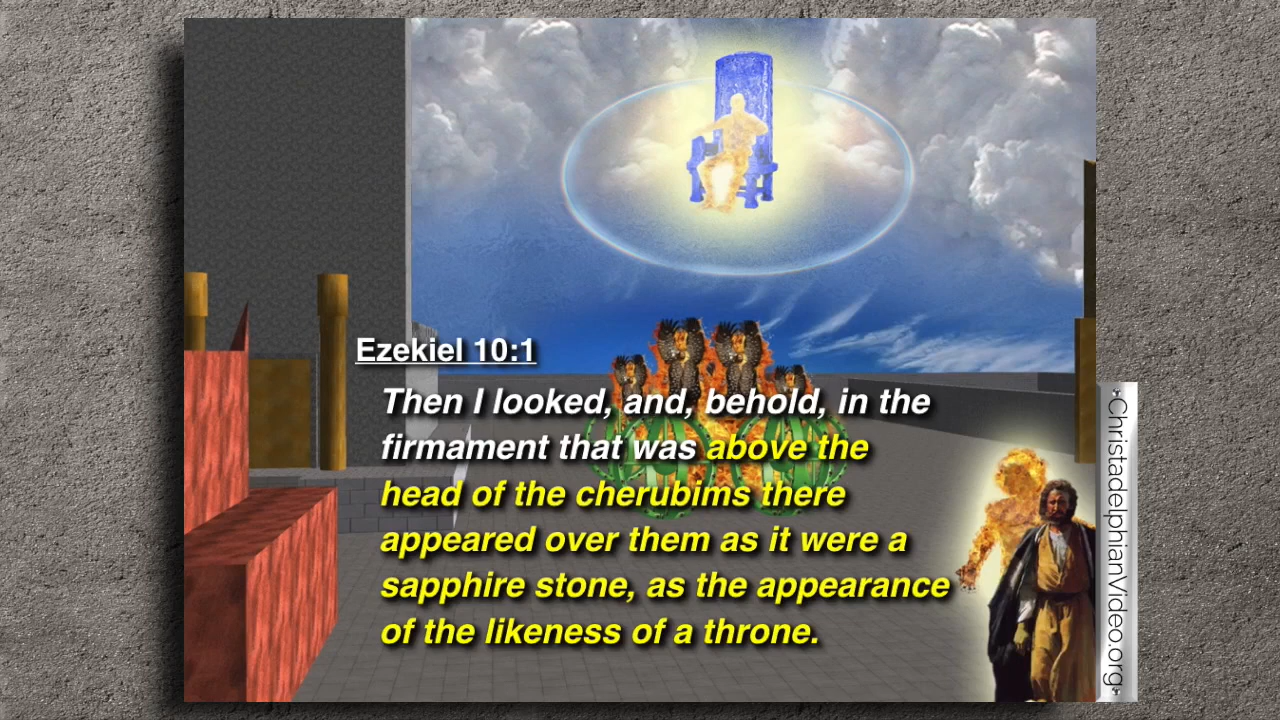 Ezekiel 10:1
Then I looked, and, behold, in the
firmament that was above the
head of the cherubims there
appeared over them as it were a
sapphire stone, as the appearance
of the likeness of a throne.
ChristadelphianVideo.org